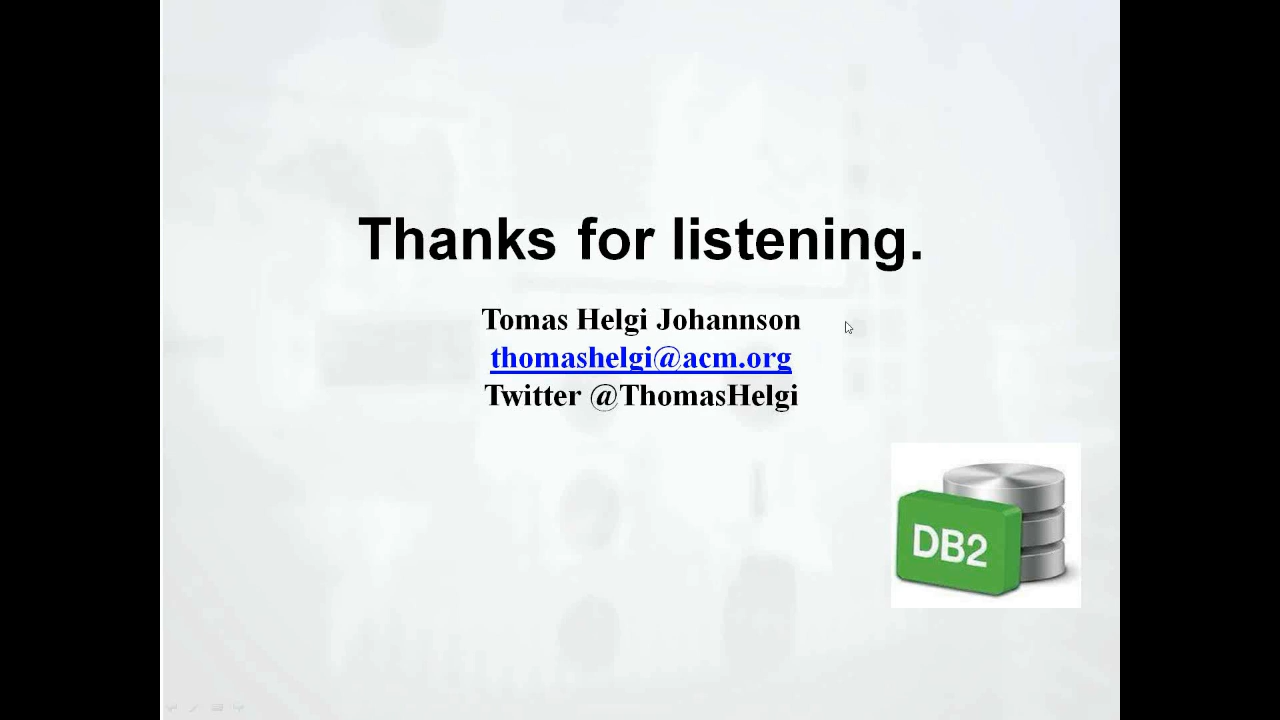 Thanks for listening.
Tomas Helgi Johannson
thomashelgi@acm.org
Twitter @ThomasHelgi
DB2